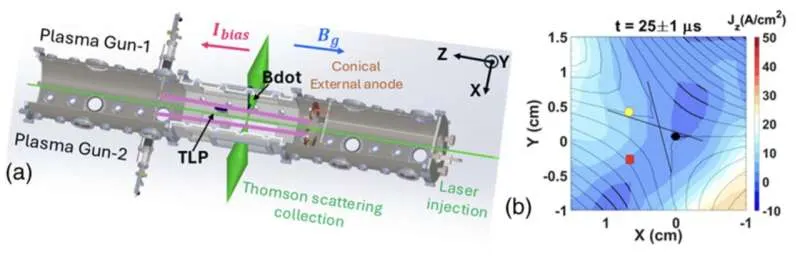 Plasma Gun-1
I_bias
B_g
Z
Y
X
Bdot
Conical
External anode
Plasma Gun-2
TLP
(a)
Thomson scattering
collection
Laser
injection
t = 25±1 μs
J_z(A/cm²)
1.5
1
0.5
0
-0.5
-1
Y (cm)
1
0
-1
X (cm)
50
40
30
20
10
0
-10
(b)